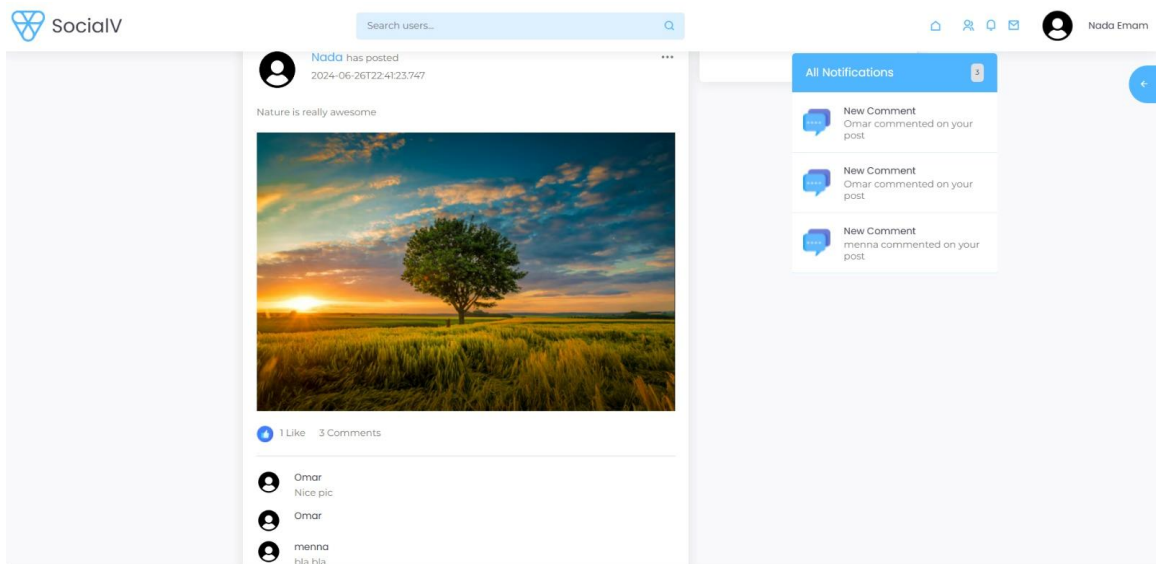 SocialV
Search users...
Nada Emam
Nada has posted
2024-06-26T22:41:23.747
Nature is really awesome
1 Like 3 Comments
Omar
Nice pic
Omar
menna
bla bla
All Notifications 3
New Comment
Omar commented on your
post
New Comment
Omar commented on your
post
New Comment
menna commented on your
post